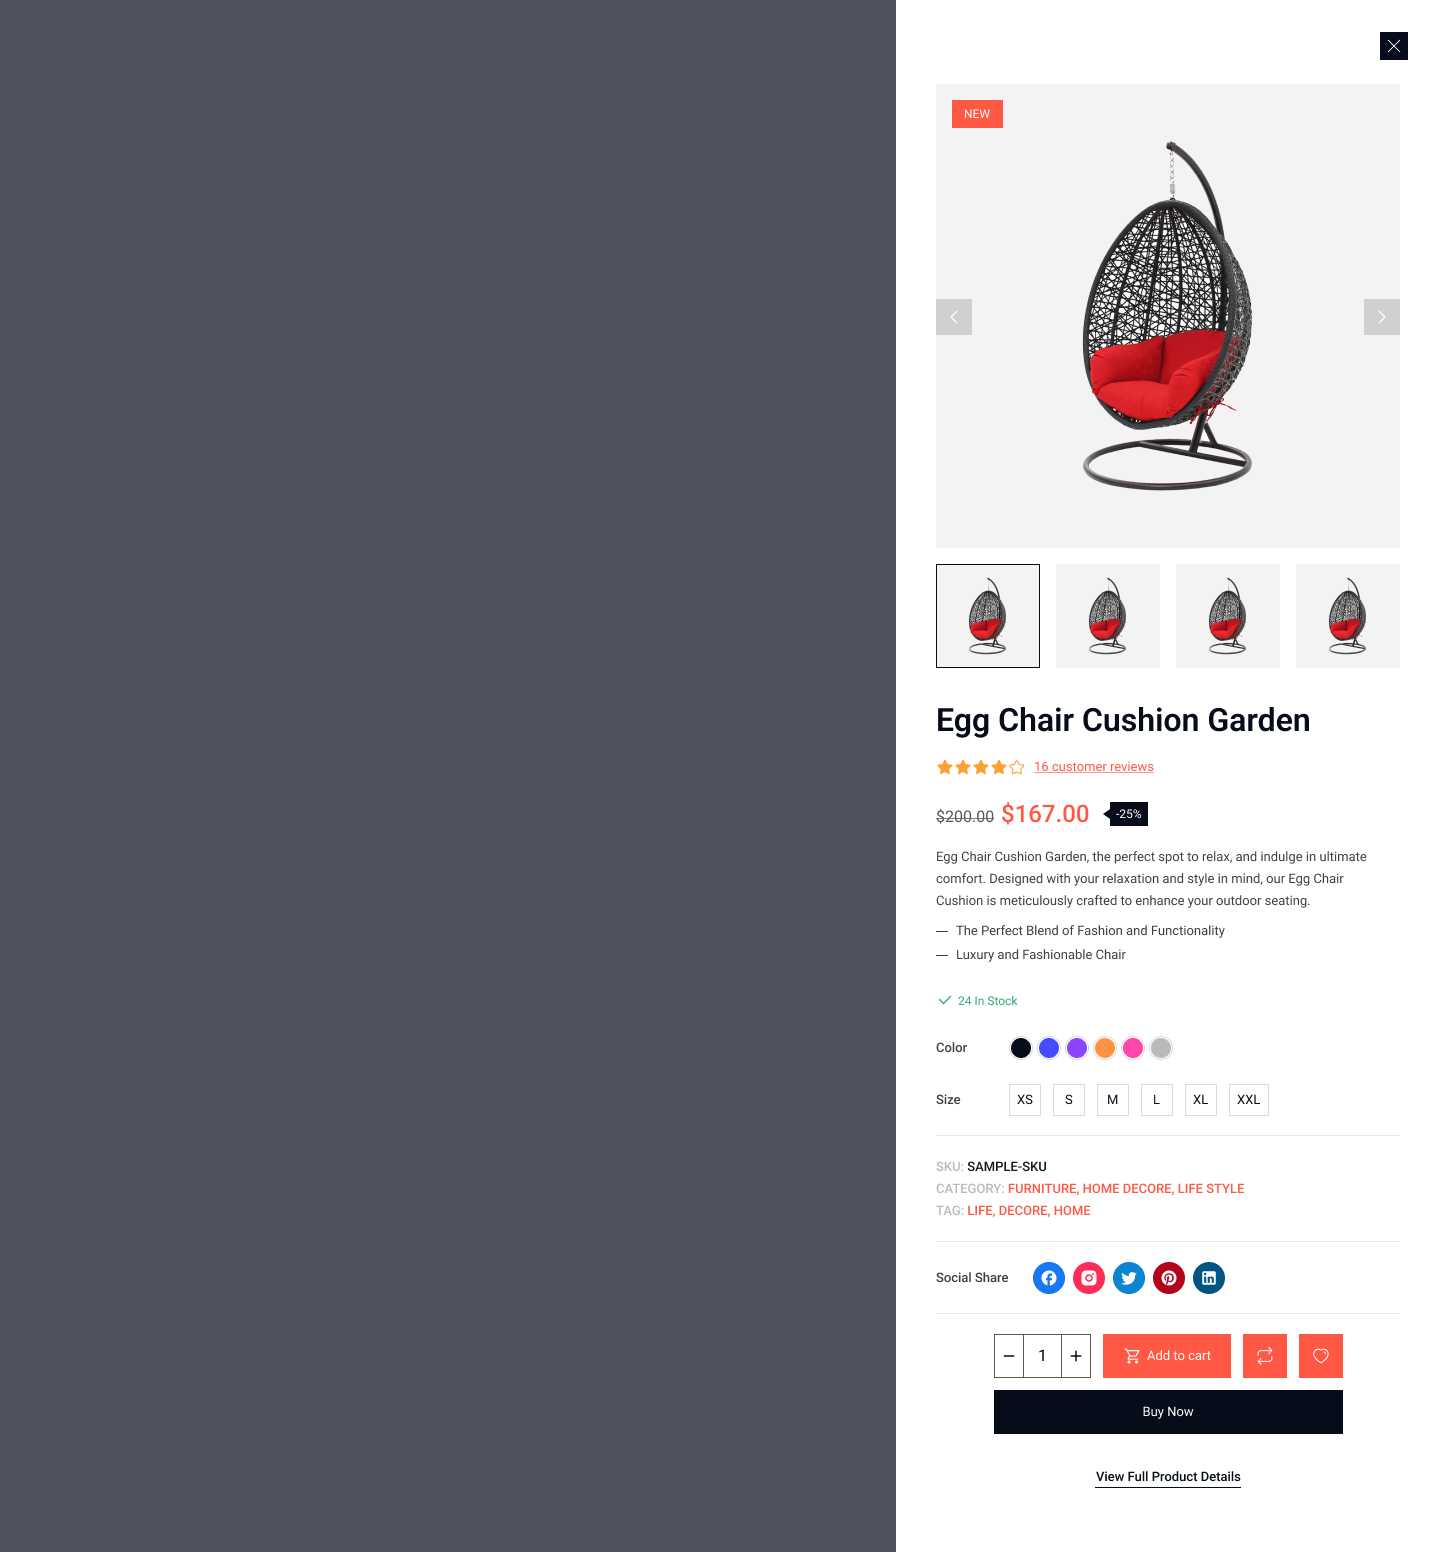 NEW
Egg Chair Cushion Garden
16 customer reviews
$200.00 $167.00 -25%
Egg Chair Cushion Garden, the perfect spot to relax, and indulge in ultimate
comfort. Designed with your relaxation and style in mind, our Egg Chair
Cushion is meticulously crafted to enhance your outdoor seating.
— The Perfect Blend of Fashion and Functionality
— Luxury and Fashionable Chair
24 In Stock
Color
Size XS S M L XL XXL
SKU: SAMPLE-SKU
CATEGORY: FURNITURE, HOME DECORE, LIFE STYLE
TAG: LIFE, DECORE, HOME
Social Share
− 1 + Add to cart
Buy Now
View Full Product Details